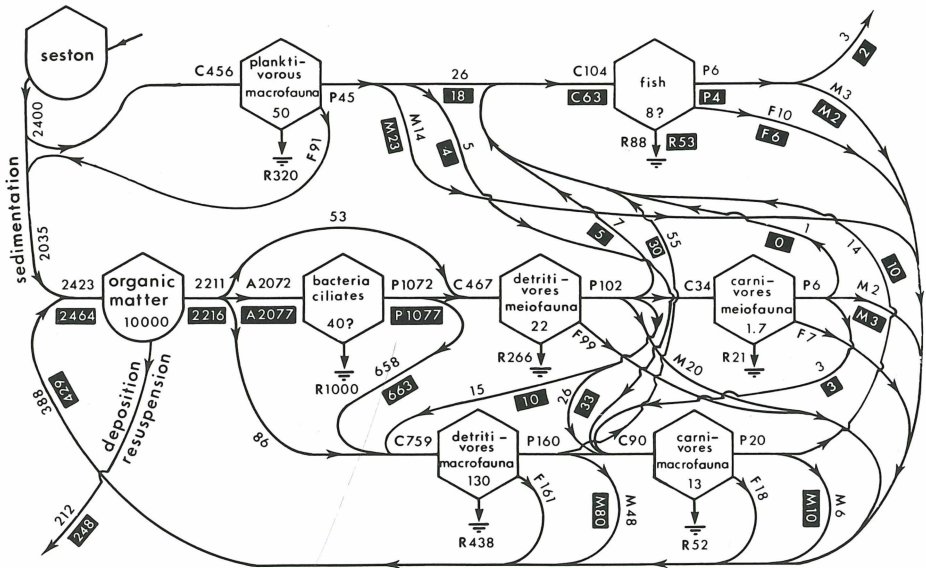 seston
C456
plankti-
vorous
macrofauna
50
P45
R320
F91
2400
sedimentation
2035
26
18
M14
M23
5
4
C104
C63
fish
8?
P6
P4
R88
R53
F10
F6
3
2
M3
M2
53
2423
2464
organic
matter
10000
2211
2216
A2072
A2077
bacteria
ciliates
40?
P1072
P1077
R1000
C467
detriti-
vores
meiofauna
22
P102
R266
F99
7
5
55
30
C34
carni-
vores
meiofauna
1.7
P6
R21
F7
1
0
14
10
M2
M3
M20
3
3
388
429
deposition
resuspension
212
248
86
658
663
15
10
26
33
C759
detriti-
vores
macrofauna
130
P160
R438
F161
M80
M48
C90
carni-
vores
macrofauna
13
P20
R52
F18
M10
M6